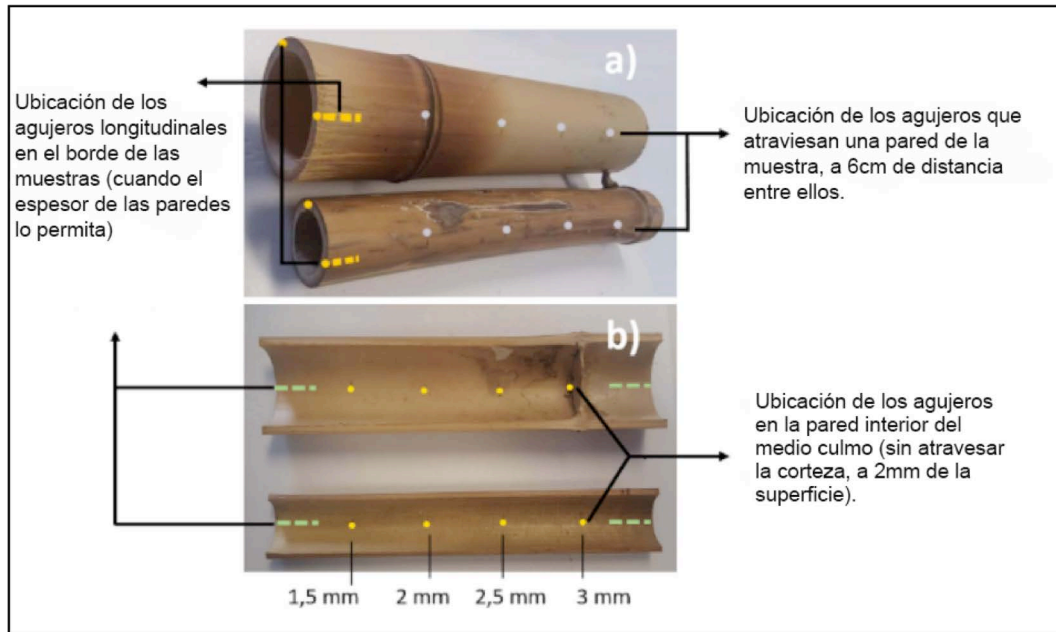 a)
Ubicación de los
agujeros longitudinales
en el borde de las
muestras (cuando el
espesor de las paredes
lo permita)
Ubicación de los agujeros que
atraviesan una pared de la
muestra, a 6cm de distancia
entre ellos.
b)
Ubicación de los agujeros
en la pared interior del
medio culmo (sin atravesar
la corteza, a 2mm de la
superficie).
1,5 mm 2 mm 2,5 mm 3 mm